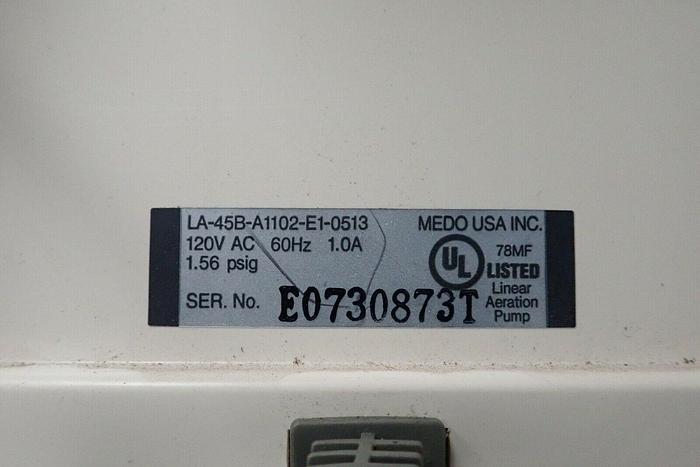 LA-45B-A1102-E1-0513
120V AC 60Hz 1.0A
1.56 psig
SER. No. E0730873T
MEDO USA INC.
UL
78MF
LISTED
Linear
Aeration
Pump